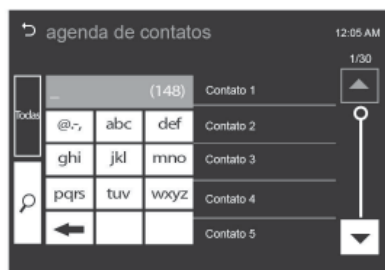 agenda de contatos
12:05 AM
1/30
Todas
_ (148)
Contato 1
@.-, abc def
Contato 2
ghi jkl mno
Contato 3
pqrs tuv wxyz
Contato 4
Contato 5